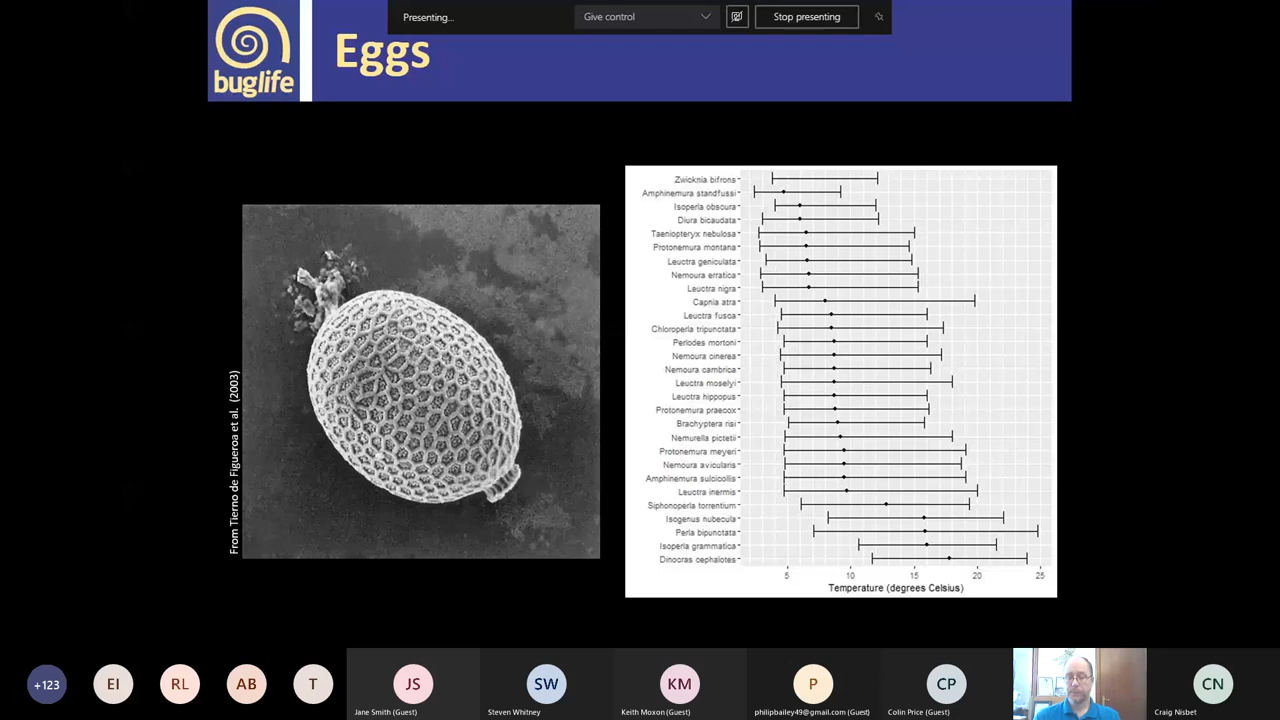 Presenting...
Give control
Stop presenting
buglife
Eggs
From Tierno de Figueroa et al. (2003)
Zwicknia bifrons
Amphinemura standfussi
Isoperla obscura
Diura bicaudata
Taeniopteryx nebulosa
Protonemura montana
Leuctra geniculata
Nemoura erratica
Leuctra nigra
Capnia atra
Leuctra fusca
Chloroperla tripunctata
Perlodes mortoni
Nemoura cinerea
Nemoura cambrica
Leuctra moselyi
Leuctra hippopus
Protonemura praecox
Brachyptera risi
Nemurella pictetii
Protonemura meyeri
Nemoura avicularis
Amphinemura sulcicollis
Leuctra inermis
Siphonoperla torrentium
Isogenus nubecula
Perla bipunctata
Isoperla grammatica
Dinocras cephalotes
5 10 15 20 25
Temperature (degrees Celsius)
+123
EI
RL
AB
T
JS
Jane Smith (Guest)
SW
Steven Whitney
KM
Keith Moxon (Guest)
P
philipbailey49@gmail.com (Guest)
CP
Colin Price (Guest)
CN
Craig Nisbet